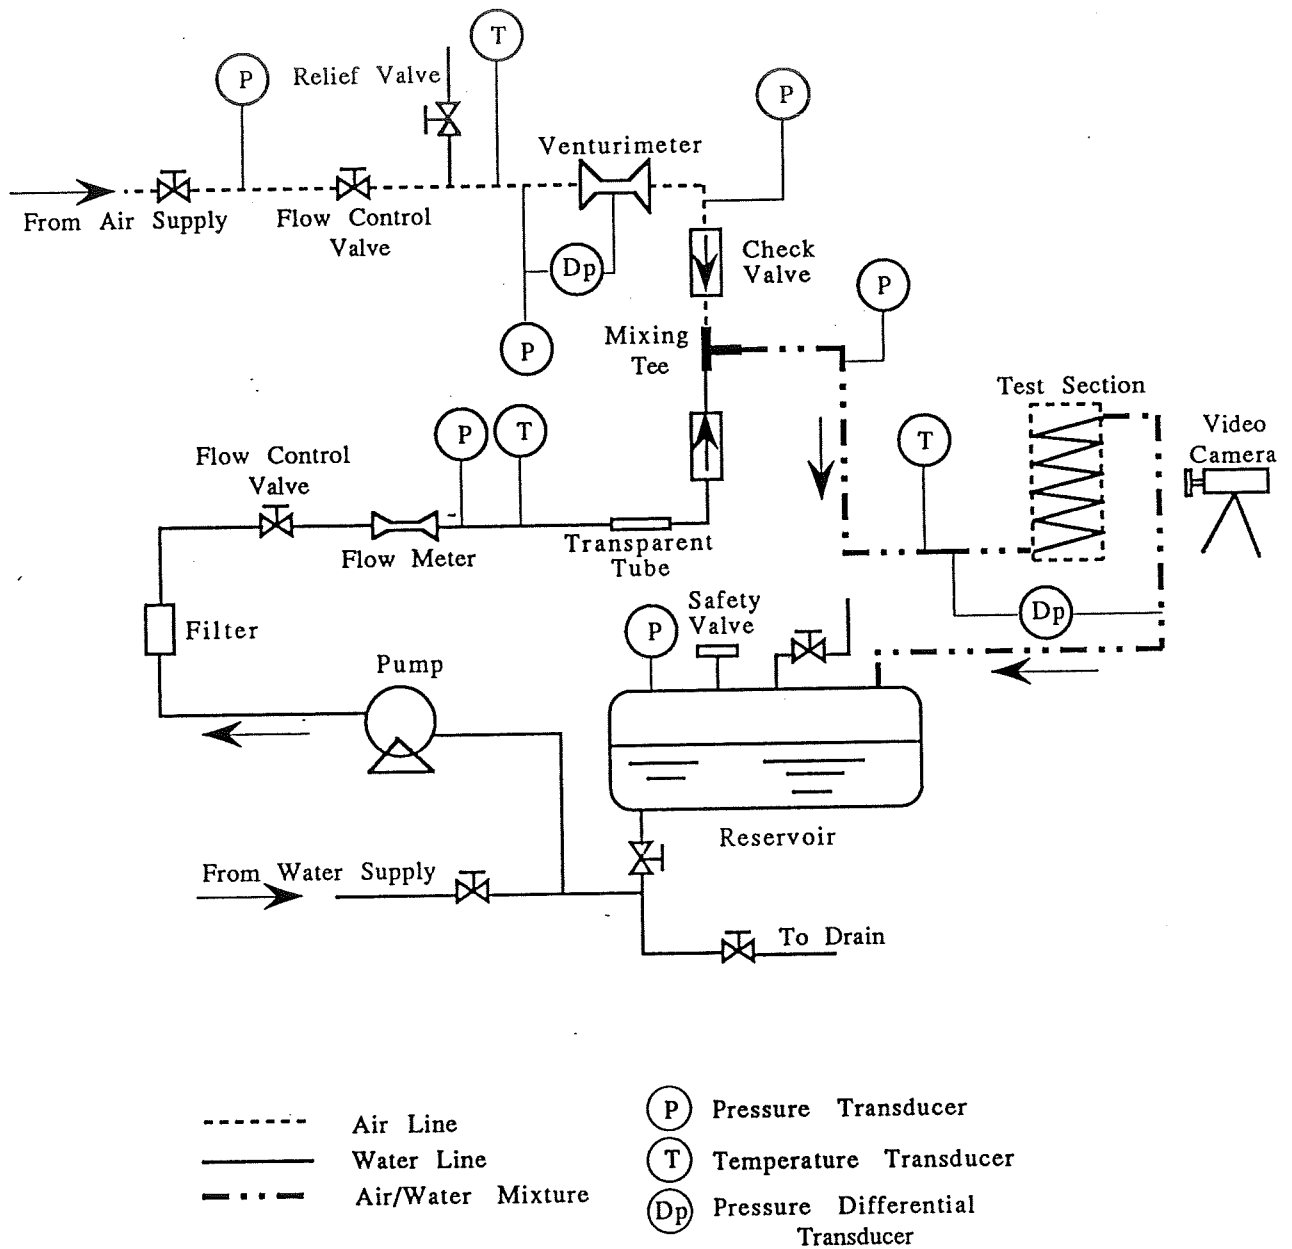 T
P
Relief Valve
P
Venturimeter
From Air Supply
Flow Control
Valve
Check
Valve
Dp
P
Mixing
Tee
P
Test Section
Video
Camera
P
T
T
Flow Control
Valve
Flow Meter
Transparent
Tube
Safety
Valve
P
Dp
Filter
Pump
Reservoir
From Water Supply
To Drain
Air Line
Water Line
Air/Water Mixture
P Pressure Transducer
T Temperature Transducer
Dp Pressure Differential
Transducer